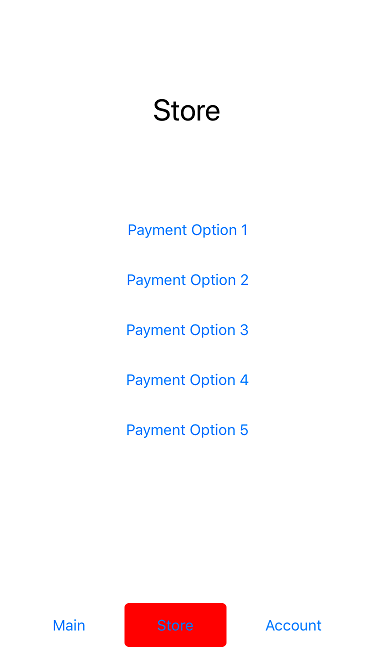 Store
Payment Option 1
Payment Option 2
Payment Option 3
Payment Option 4
Payment Option 5
Main Store Account